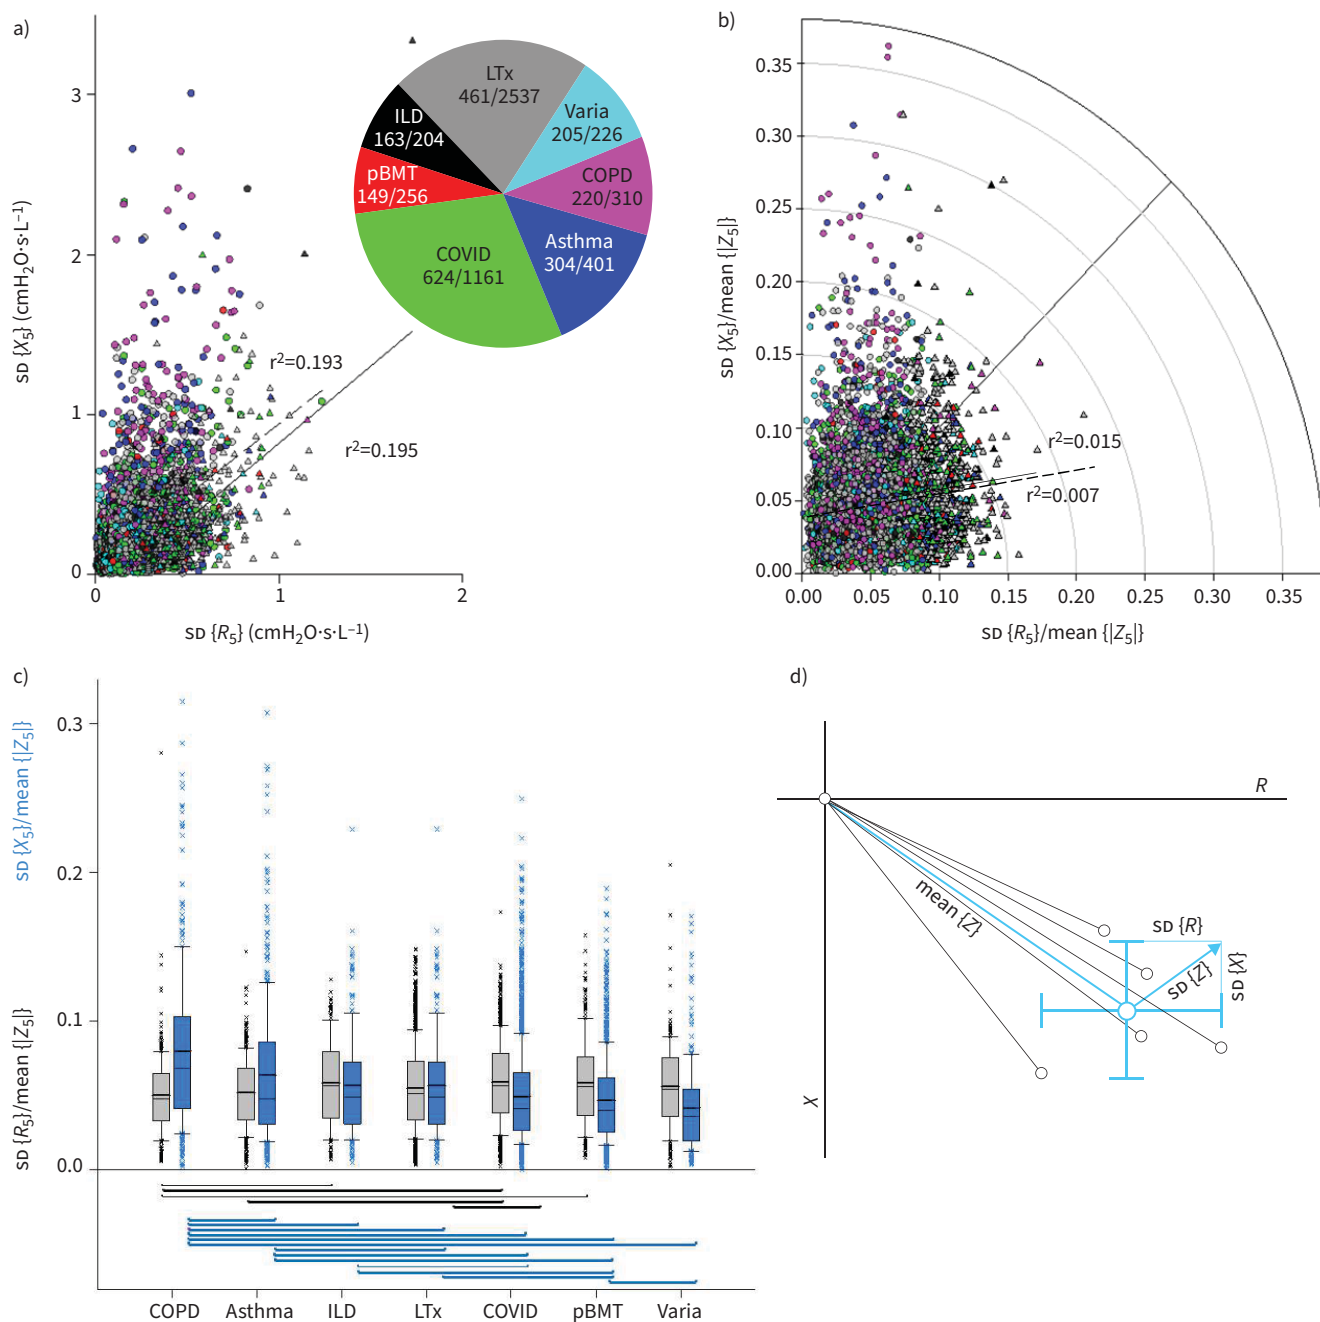 a)
3
2
1
0
0
1
2
SD {X5} (cmH2O·s·L−1)
SD {R5} (cmH2O·s·L−1)
r2=0.193
r2=0.195
LTx
461/2537
Varia
205/226
COPD
220/310
Asthma
304/401
COVID
624/1161
pBMT
149/256
ILD
163/204
b)
0.35
0.30
0.25
0.20
0.15
0.10
0.05
0.00
0.00
0.05
0.10
0.15
0.20
0.25
0.30
0.35
SD {X5}/mean {|Z5|}
SD {R5}/mean {|Z5|}
r2=0.015
r2=0.007
c)
0.3
0.2
0.1
0.0
SD {X5}/mean {|Z5|}
SD {R5}/mean {|Z5|}
COPD
Asthma
ILD
LTx
COVID
pBMT
Varia
d)
R
X
mean {Z}
SD {R}
SD {Z}
SD {X}